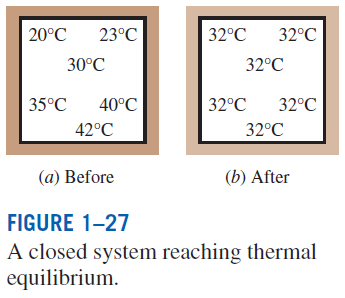 20°C 23°C
30°C
35°C 40°C
42°C
(a) Before
32°C 32°C
32°C
32°C 32°C
32°C
(b) After
FIGURE 1–27
A closed system reaching thermal
equilibrium.